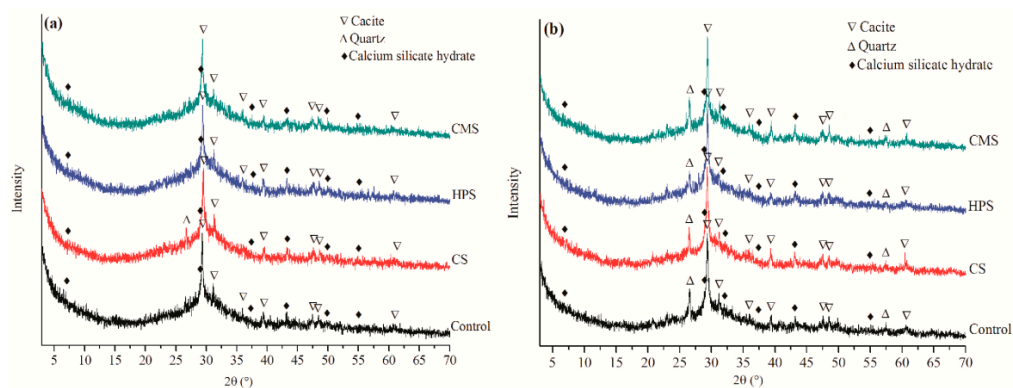 (a)
▽ Cacite
Λ Quartz
♦ Calcium silicate hydrate
CMS
HPS
CS
Control
Intensity
5 10 15 20 25 30 35 40 45 50 55 60 65 70
2θ (°)
(b)
▽ Cacite
Δ Quartz
♦ Calcium silicate hydrate
CMS
HPS
CS
Control
Intensity
5 10 15 20 25 30 35 40 45 50 55 60 65 70
2θ (°)